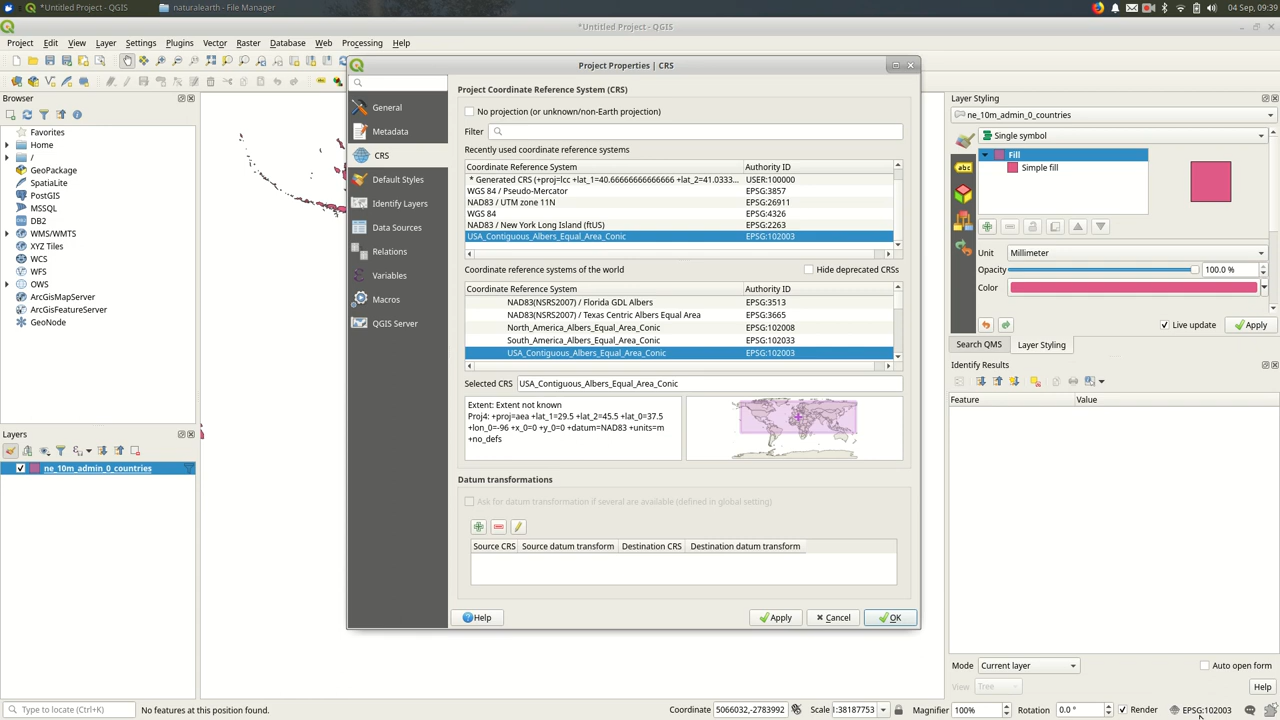 *Untitled Project - QGIS
naturalearth - File Manager
04 Sep, 09:39
*Untitled Project - QGIS
Project Edit View Layer Settings Plugins Vector Raster Database Web Processing Help
Browser
Favorites
Home
/
GeoPackage
SpatiaLite
PostGIS
MSSQL
DB2
WMS/WMTS
XYZ Tiles
WCS
WFS
OWS
ArcGisMapServer
ArcGisFeatureServer
GeoNode
Layers
ne_10m_admin_0_countries
Project Properties | CRS
General
Metadata
CRS
Default Styles
Identify Layers
Data Sources
Relations
Variables
Macros
QGIS Server
Project Coordinate Reference System (CRS)
No projection (or unknown/non-Earth projection)
Filter
Recently used coordinate reference systems
Coordinate Reference System Authority ID
* Generated CRS (+proj=lcc +lat_1=40.66666666666666 +lat_2=41.0333... USER:100000
WGS 84 / Pseudo-Mercator EPSG:3857
NAD83 / UTM zone 11N EPSG:26911
WGS 84 EPSG:4326
NAD83 / New York Long Island (ftUS) EPSG:2263
USA_Contiguous_Albers_Equal_Area_Conic EPSG:102003
Coordinate reference systems of the world
Hide deprecated CRSs
Coordinate Reference System Authority ID
NAD83(NSRS2007) / Florida GDL Albers EPSG:3513
NAD83(NSRS2007) / Texas Centric Albers Equal Area EPSG:3665
North_America_Albers_Equal_Area_Conic EPSG:102008
South_America_Albers_Equal_Area_Conic EPSG:102033
USA_Contiguous_Albers_Equal_Area_Conic EPSG:102003
Selected CRS USA_Contiguous_Albers_Equal_Area_Conic
Extent: Extent not known
Proj4: +proj=aea +lat_1=29.5 +lat_2=45.5 +lat_0=37.5
+lon_0=-96 +x_0=0 +y_0=0 +datum=NAD83 +units=m
+no_defs
Datum transformations
Ask for datum transformation if several are available (defined in global setting)
Source CRS Source datum transform Destination CRS Destination datum transform
Help
Apply
Cancel
OK
Layer Styling
ne_10m_admin_0_countries
Single symbol
Fill
Simple fill
Unit Millimeter
Opacity 100.0 %
Color
Live update
Apply
Search QMS
Layer Styling
Identify Results
Feature Value
Mode Current layer
Auto open form
View Tree
Help
Type to locate (Ctrl+K)
No features at this position found.
Coordinate 5066032,-2783992
Scale 1:38187753
Magnifier 100%
Rotation 0.0 °
Render
EPSG:102003